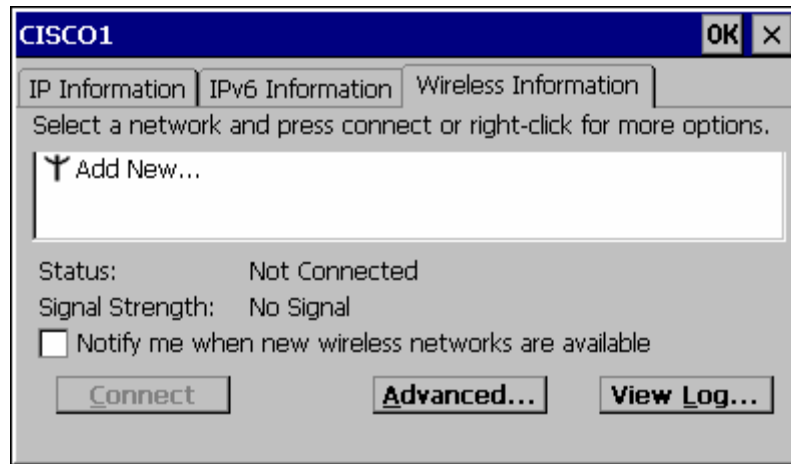 CISCO1 OK ×
IP Information IPv6 Information Wireless Information
Select a network and press connect or right-click for more options.
Add New...
Status: Not Connected
Signal Strength: No Signal
Notify me when new wireless networks are available
Connect Advanced... View Log...